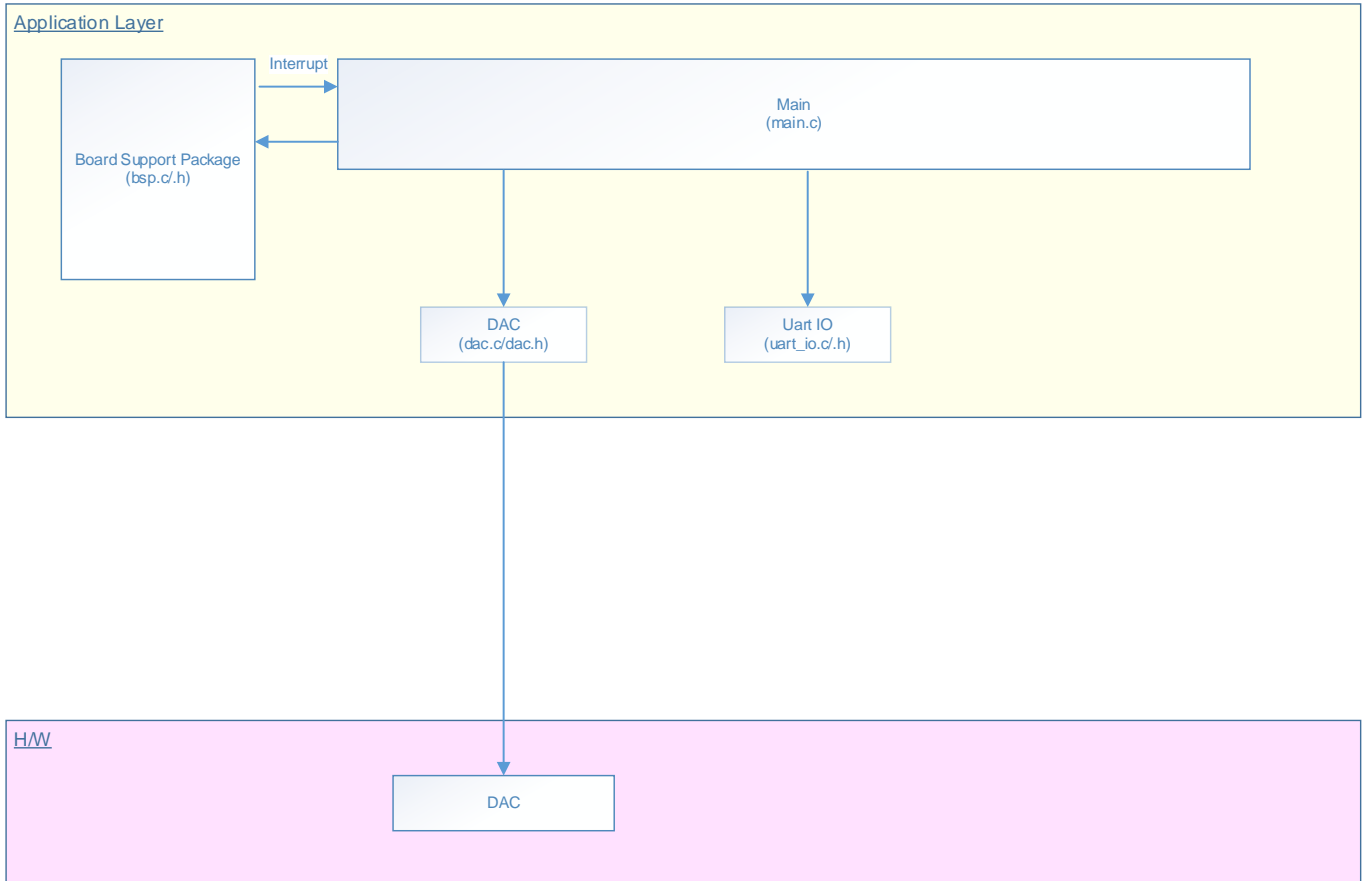 Application Layer
Interrupt
Main
(main.c)
Board Support Package
(bsp.c/.h)
DAC
(dac.c/dac.h)
Uart IO
(uart_io.c/.h)
H/W
DAC